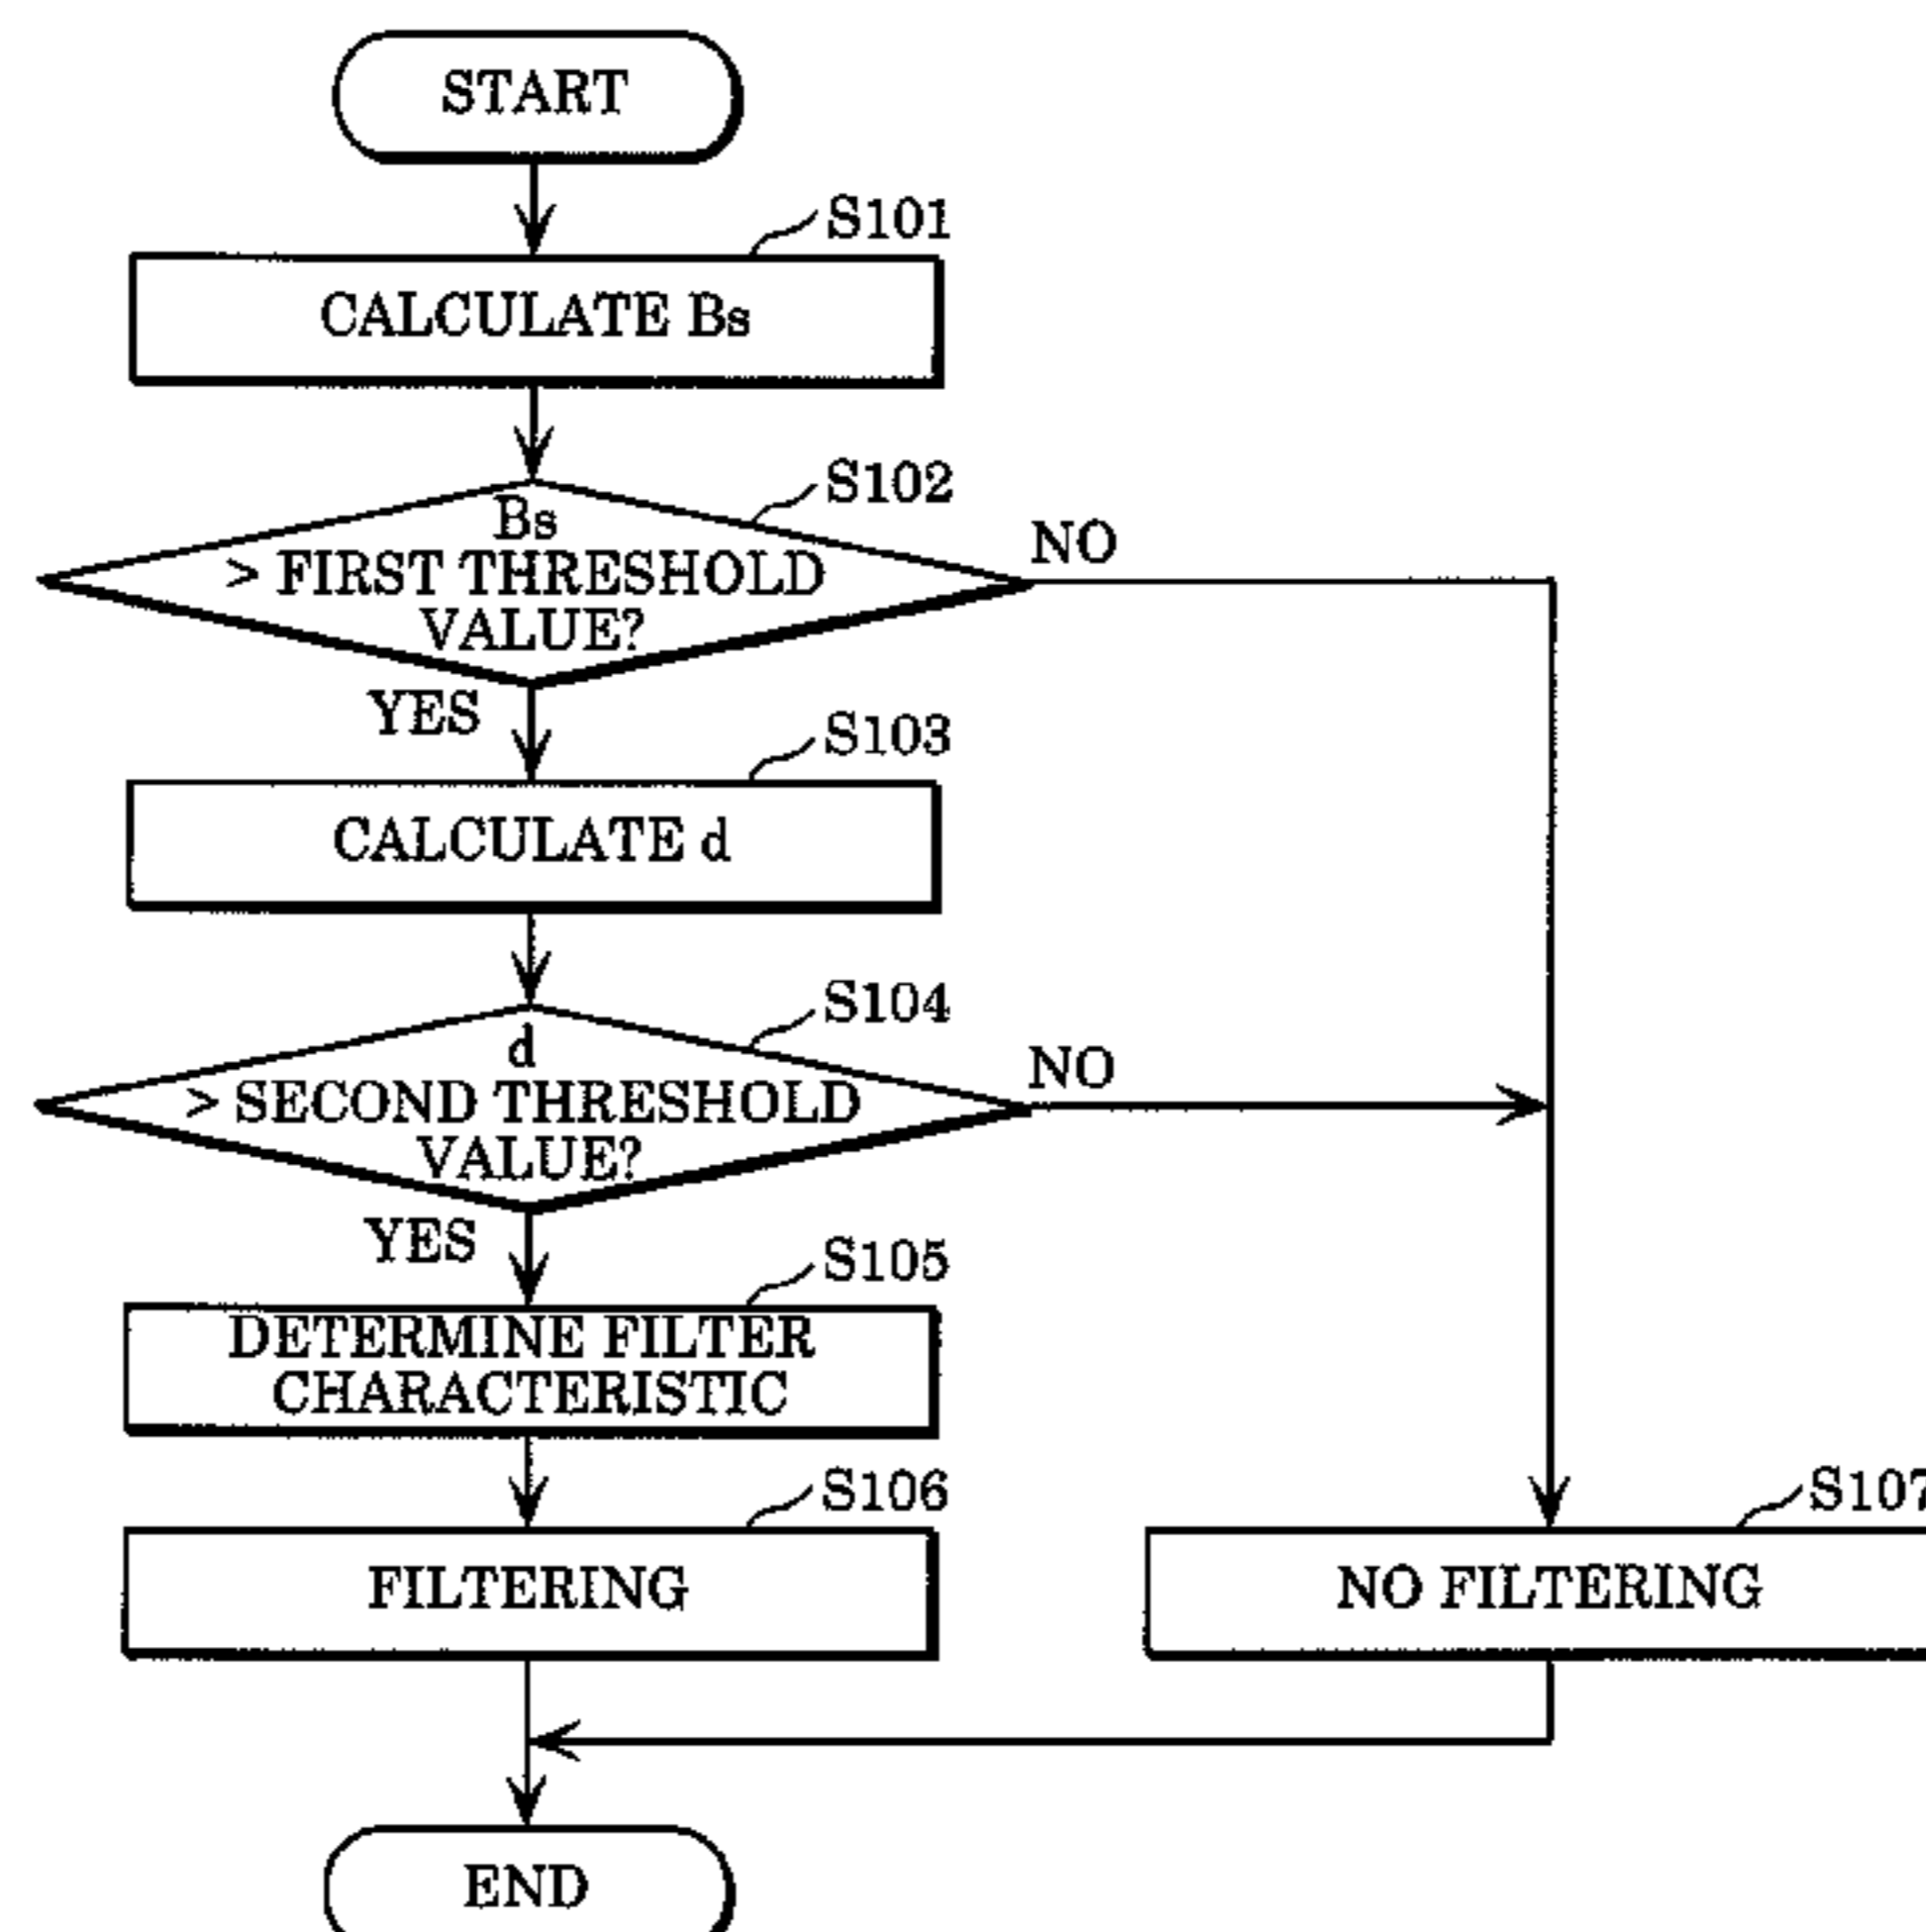 START
S101
CALCULATE Bs
S102
Bs
> FIRST THRESHOLD
VALUE?
NO
YES
S103
CALCULATE d
S104
d
> SECOND THRESHOLD
VALUE?
NO
YES
S105
DETERMINE FILTER
CHARACTERISTIC
S106
FILTERING
S107
NO FILTERING
END